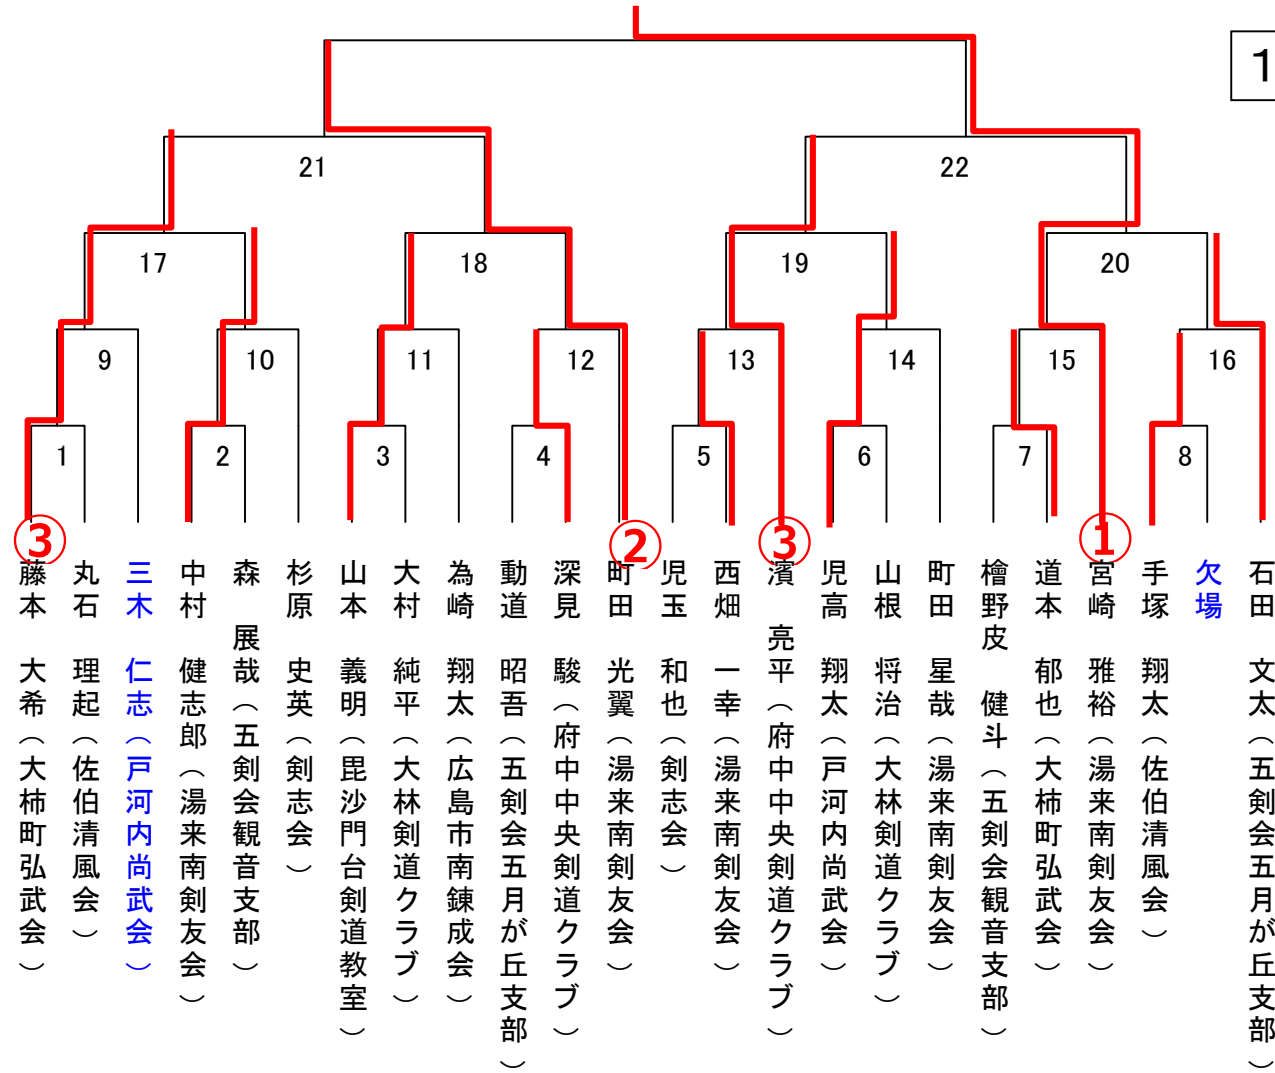 1
21
22
17
18
19
20
9
10
11
12
13
14
15
16
1
2
3
4
5
6
7
8
③
②
③
①
藤本 大希（大柿町弘武会）
丸石 理起（佐伯清風会）
三木 仁志（戸河内尚武会）
中村 健志郎（湯来南剣友会）
森 展哉（五剣会観音支部）
杉原 史英（剣志会）
山本 義明（毘沙門台剣道教室）
大村 純平（大林剣道クラブ）
為崎 翔太（広島市南錬成会）
動道 昭吾（五剣会五月が丘支部）
深見 駿（府中中央剣道クラブ）
町田 光翼（湯来南剣友会）
児玉 和也（剣志会）
西畑 一幸（湯来南剣友会）
濱 亮平（府中中央剣道クラブ）
児高 翔太（戸河内尚武会）
山根 将治（大林剣道クラブ）
町田 星哉（湯来南剣友会）
檜野皮 健斗（五剣会観音支部）
道本 郁也（大柿町弘武会）
宮崎 雅裕（湯来南剣友会）
手塚 翔太（佐伯清風会）
欠場
石田 文太（五剣会五月が丘支部）